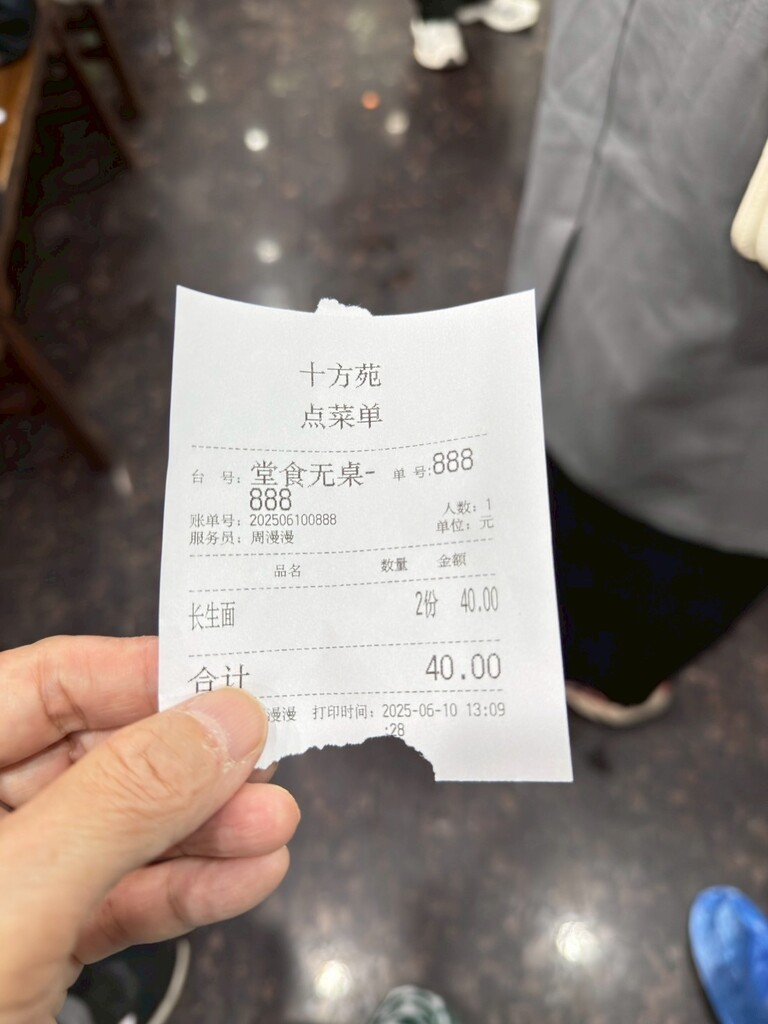 十方苑
点菜单
台 号: 堂食无桌- 单 号:888
888
账单号: 202506100888 人数: 1
服务员: 周漫漫 单位: 元
品名 数量 金额
长生面 2份 40.00
合计 40.00
漫漫 打印时间: 2025-06-10 13:09
:28